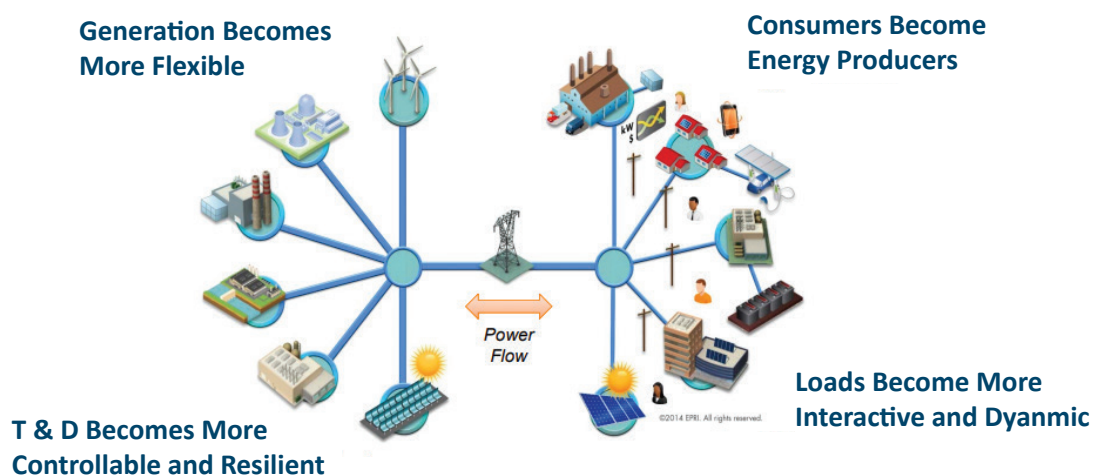 Generation Becomes
More Flexible
Consumers Become
Energy Producers
kW
$
Power
Flow
©2014 EPRI. All rights reserved.
Loads Become More
Interactive and Dyanmic
T & D Becomes More
Controllable and Resilient